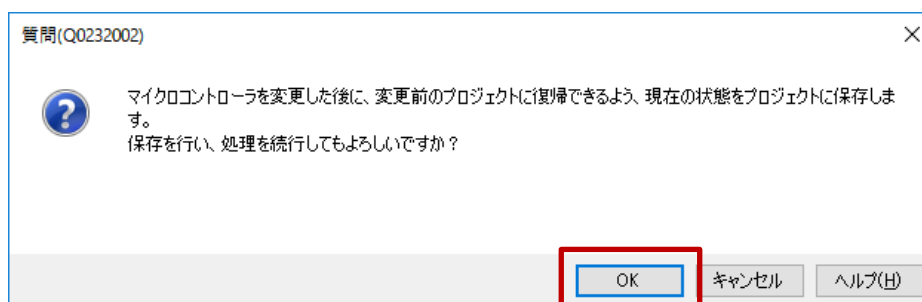 質問(Q0232002)
マイクロコントローラを変更した後に、変更前のプロジェクトに復帰できるよう、現在の状態をプロジェクトに保存しま
す。
保存を行い、処理を続行してもよろしいですか？
OK
キャンセル
ヘルプ(H)